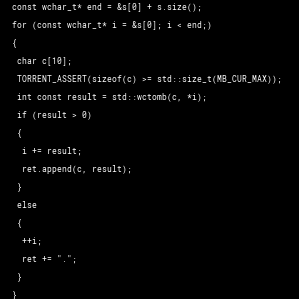 const wchar_t* end = &s[0] + s.size();
for (const wchar_t* i = &s[0]; i < end;)
{
char c[10];
TORRENT_ASSERT(sizeof(c) >= std::size_t(MB_CUR_MAX));
int const result = std::wctomb(c, *i);
if (result > 0)
{
i += result;
ret.append(c, result);
}
else
{
++i;
ret += ".";
}
}